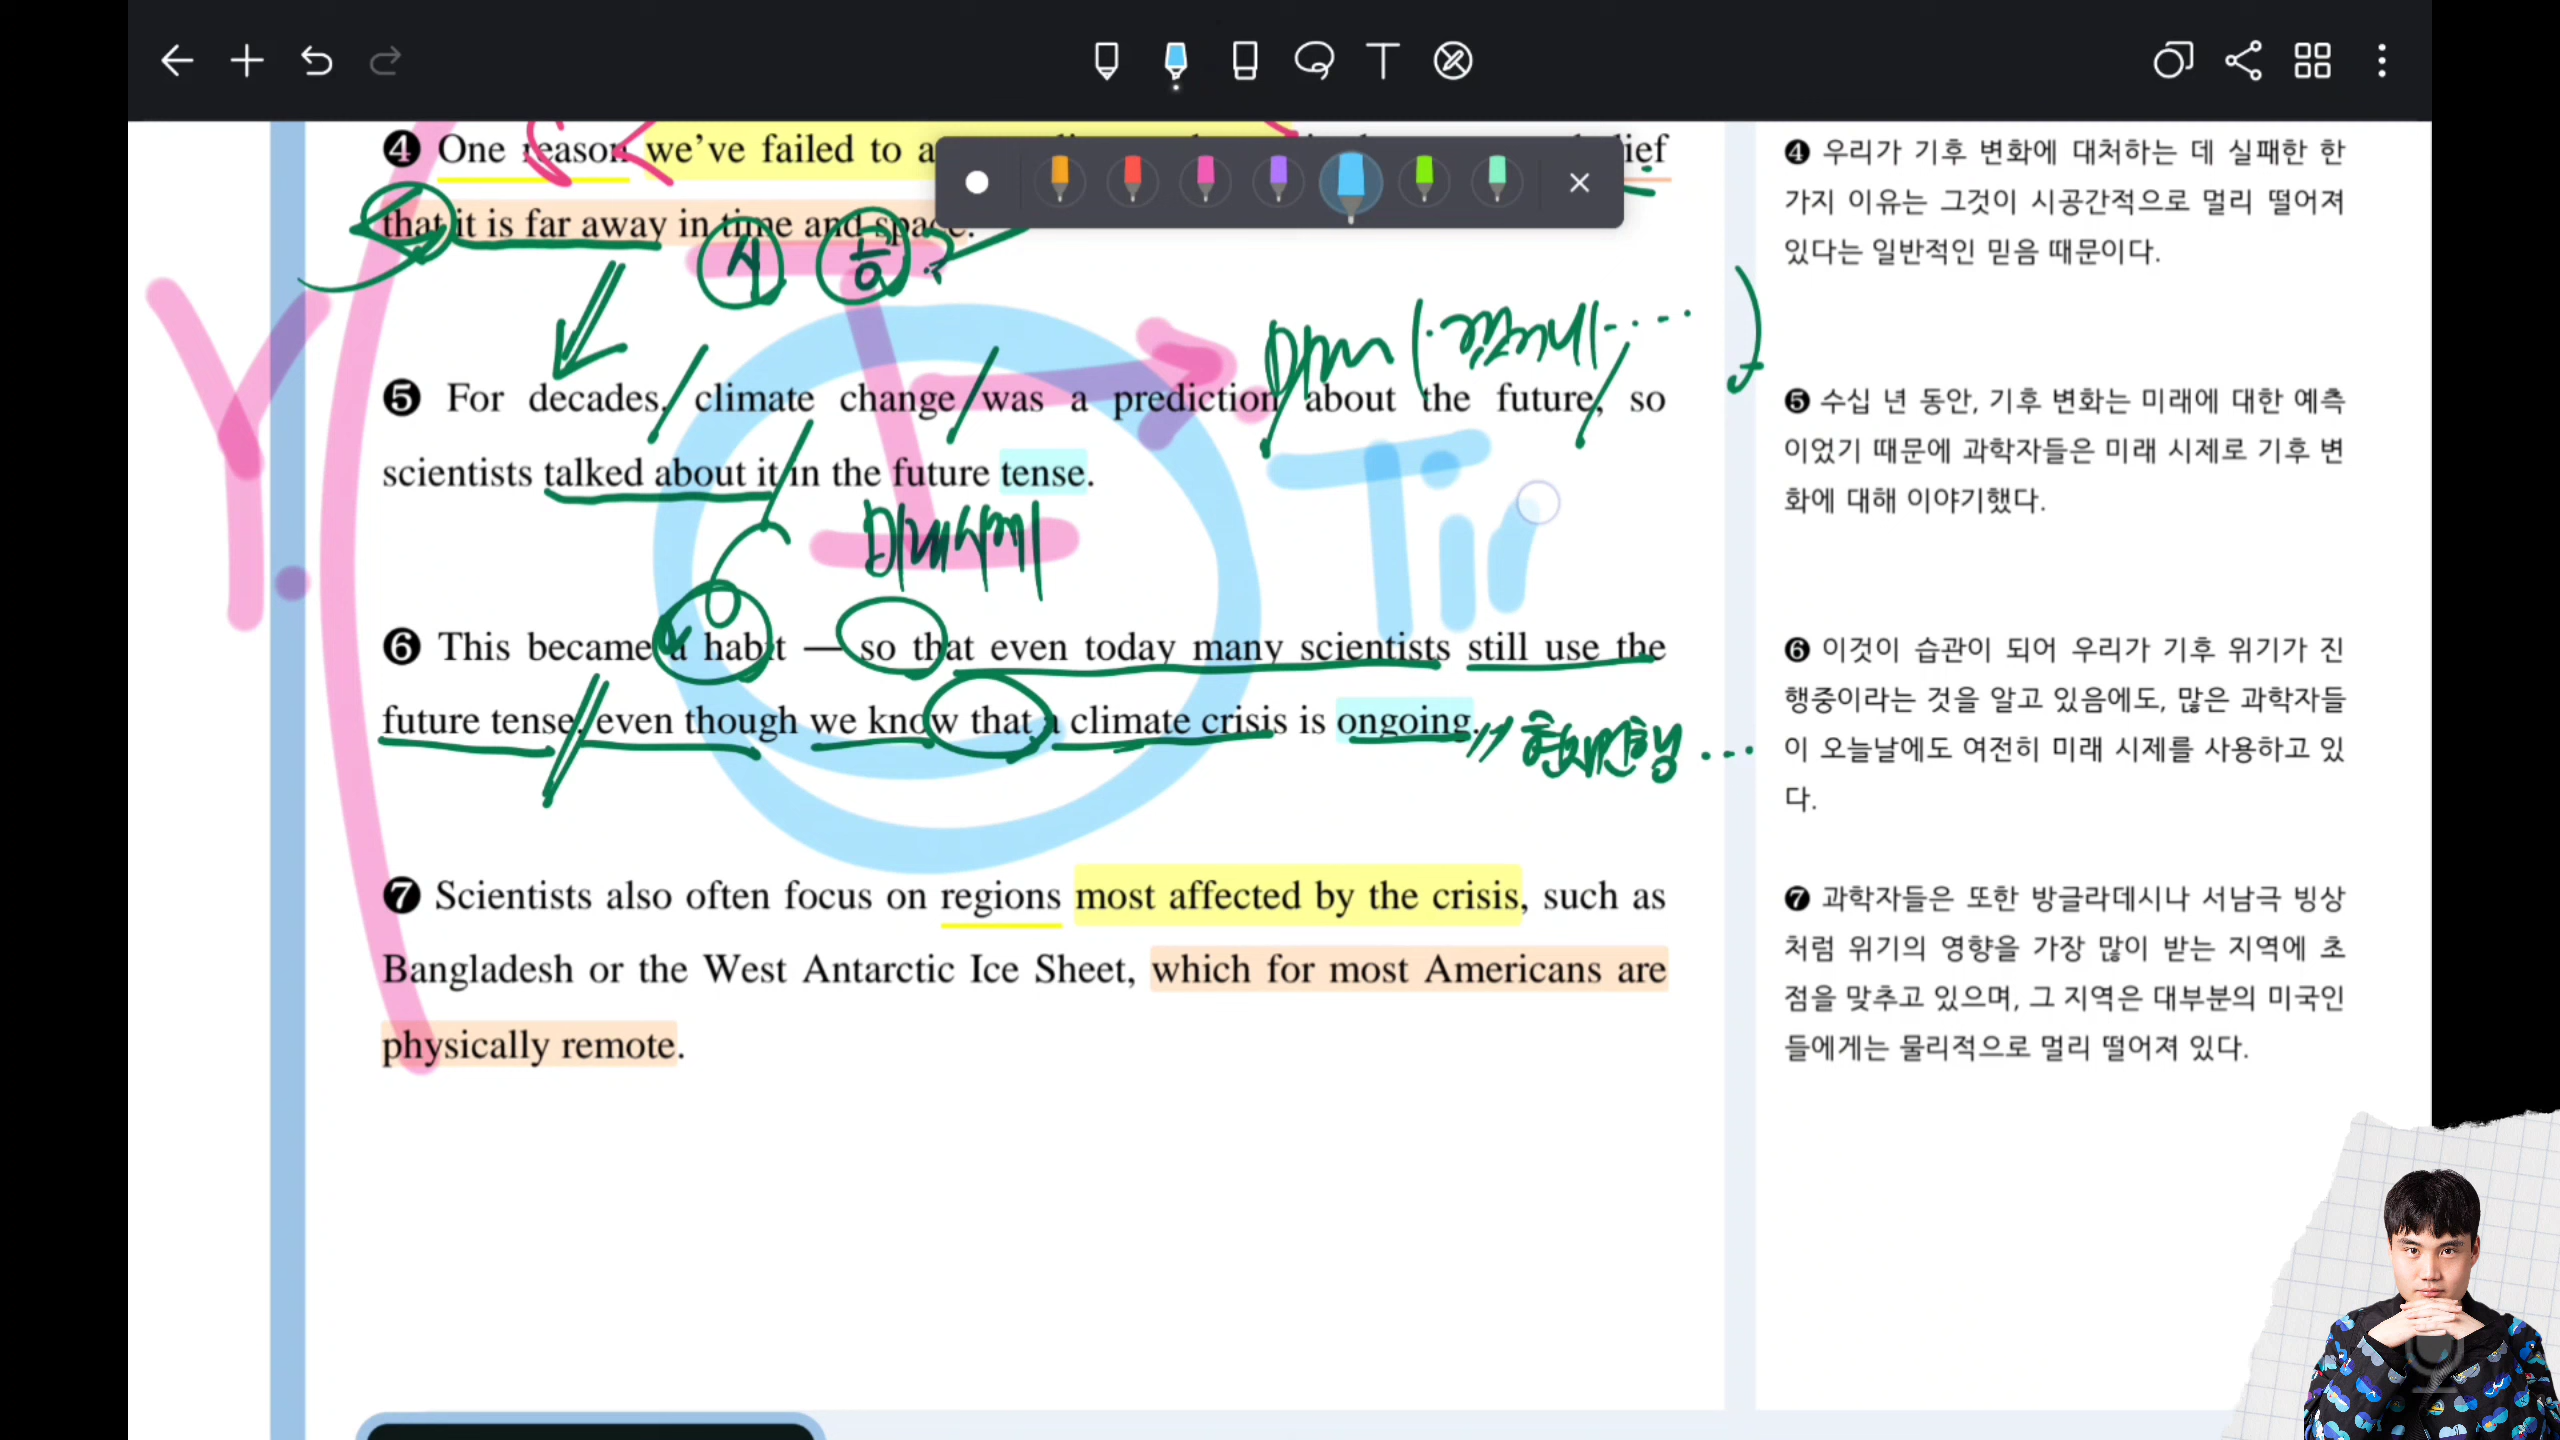 ❹ One reason we've failed to a
ief
that it is far away in time and space.
시 공
❺ For decades, climate change was a prediction about the future, so
scientists talked about it in the future tense.
Tin
미래시제
❻ This became a habit — so that even today many scientists still use the
future tense, even though we know that a climate crisis is ongoing.
현재진행 ...
❼ Scientists also often focus on regions most affected by the crisis, such as
Bangladesh or the West Antarctic Ice Sheet, which for most Americans are
physically remote.
Y
❹ 우리가 기후 변화에 대처하는 데 실패한 한
가지 이유는 그것이 시공간적으로 멀리 떨어져
있다는 일반적인 믿음 때문이다.
❺ 수십 년 동안, 기후 변화는 미래에 대한 예측
이었기 때문에 과학자들은 미래 시제로 기후 변
화에 대해 이야기했다.
❻ 이것이 습관이 되어 우리가 기후 위기가 진
행중이라는 것을 알고 있음에도, 많은 과학자들
이 오늘날에도 여전히 미래 시제를 사용하고 있
다.
❼ 과학자들은 또한 방글라데시나 서남극 빙상
처럼 위기의 영향을 가장 많이 받는 지역에 초
점을 맞추고 있으며, 그 지역은 대부분의 미국인
들에게는 물리적으로 멀리 떨어져 있다.